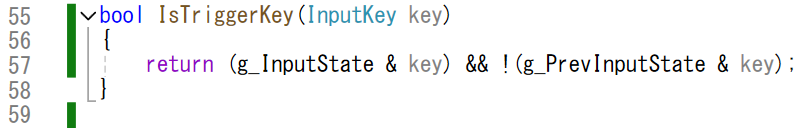 55 bool IsTriggerKey(InputKey key)
56 {
57 return (g_InputState & key) && !(g_PrevInputState & key);
58 }
59